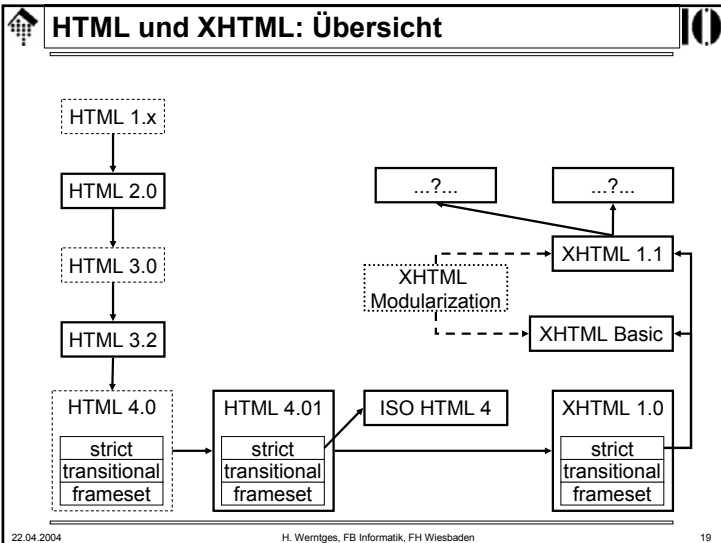 HTML und XHTML: Übersicht
HTML 1.x
HTML 2.0
HTML 3.0
HTML 3.2
HTML 4.0
strict
transitional
frameset
HTML 4.01
strict
transitional
frameset
ISO HTML 4
XHTML 1.0
strict
transitional
frameset
XHTML
Modularization
XHTML Basic
XHTML 1.1
...?...
...?...
22.04.2004
H. Werntges, FB Informatik, FH Wiesbaden
19